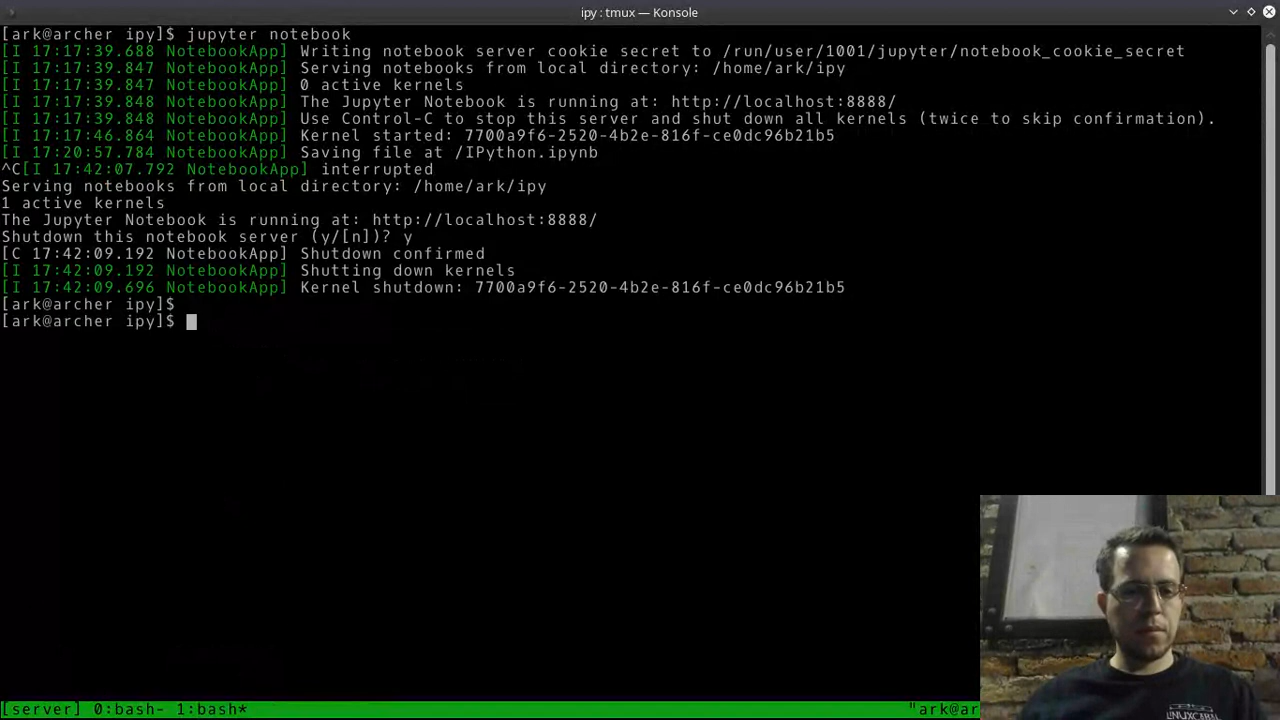 ipy : tmux — Konsole
[ark@archer ipy]$ jupyter notebook
[I 17:17:39.688 NotebookApp] Writing notebook server cookie secret to /run/user/1001/jupyter/notebook_cookie_secret
[I 17:17:39.847 NotebookApp] Serving notebooks from local directory: /home/ark/ipy
[I 17:17:39.847 NotebookApp] 0 active kernels
[I 17:17:39.848 NotebookApp] The Jupyter Notebook is running at: http://localhost:8888/
[I 17:17:39.848 NotebookApp] Use Control-C to stop this server and shut down all kernels (twice to skip confirmation).
[I 17:17:46.864 NotebookApp] Kernel started: 7700a9f6-2520-4b2e-816f-ce0dc96b21b5
[I 17:20:57.784 NotebookApp] Saving file at /IPython.ipynb
^C[I 17:42:07.792 NotebookApp] interrupted
Serving notebooks from local directory: /home/ark/ipy
1 active kernels
The Jupyter Notebook is running at: http://localhost:8888/
Shutdown this notebook server (y/[n])? y
[C 17:42:09.192 NotebookApp] Shutdown confirmed
[I 17:42:09.192 NotebookApp] Shutting down kernels
[I 17:42:09.696 NotebookApp] Kernel shutdown: 7700a9f6-2520-4b2e-816f-ce0dc96b21b5
[ark@archer ipy]$
[ark@archer ipy]$
[server] 0:bash- 1:bash* "ark@ar
LINUXCABAL